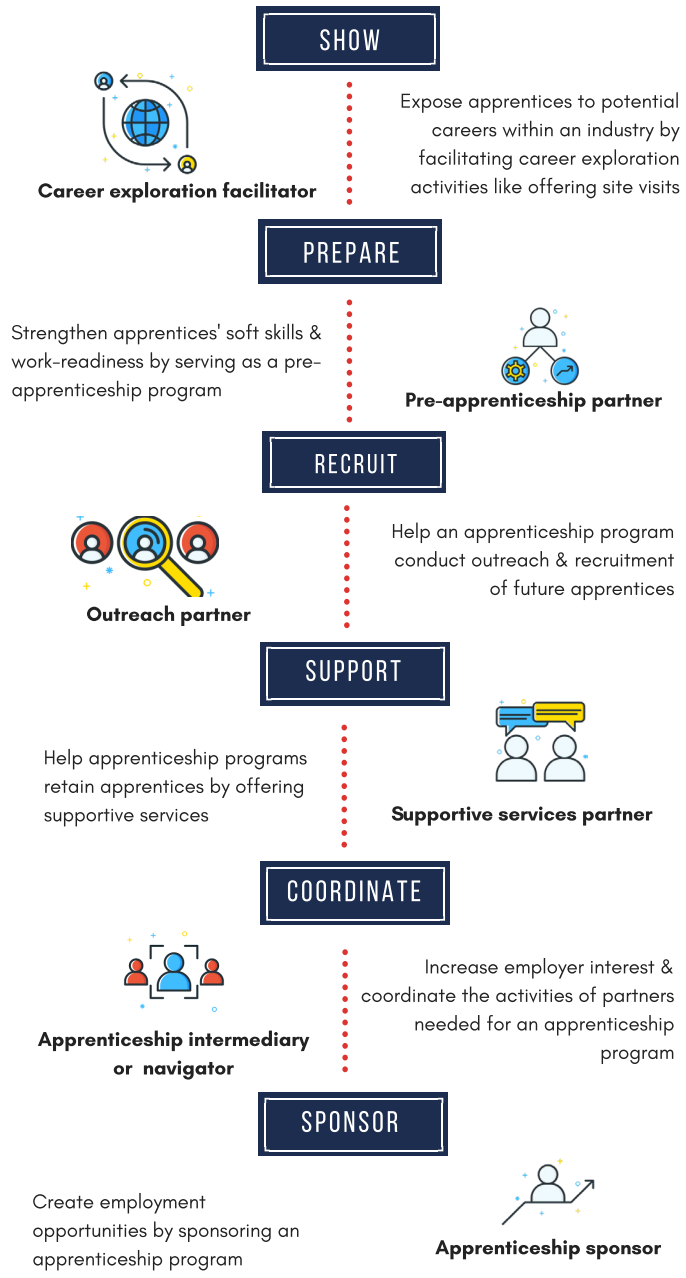 SHOW
Expose apprentices to potential
careers within an industry by
facilitating career exploration
activities like offering site visits
Career exploration facilitator
PREPARE
Strengthen apprentices' soft skills &
work-readiness by serving as a pre-
apprenticeship program
Pre-apprenticeship partner
RECRUIT
Help an apprenticeship program
conduct outreach & recruitment
of future apprentices
Outreach partner
SUPPORT
Help apprenticeship programs
retain apprentices by offering
supportive services
Supportive services partner
COORDINATE
Increase employer interest &
coordinate the activities of partners
needed for an apprenticeship
program
Apprenticeship intermediary
or navigator
SPONSOR
Create employment
opportunities by sponsoring an
apprenticeship program
Apprenticeship sponsor